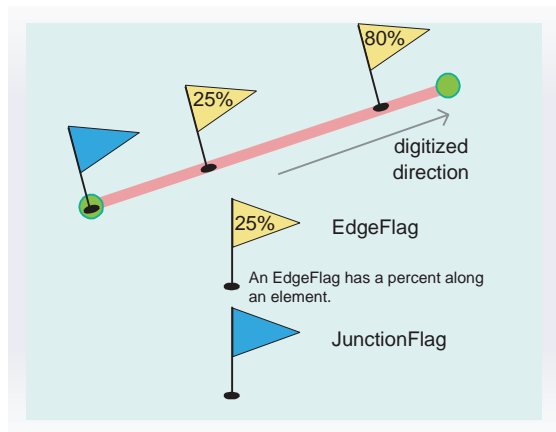 80%
25%
digitized
direction
25%
EdgeFlag
An EdgeFlag has a percent along
an element.
JunctionFlag